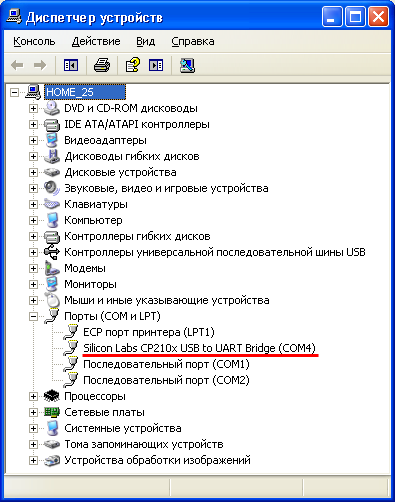 Диспетчер устройств
Консоль Действие Вид Справка
HOME_25
DVD и CD-ROM дисководы
IDE ATA/ATAPI контроллеры
Видеоадаптеры
Дисководы гибких дисков
Дисковые устройства
Звуковые, видео и игровые устройства
Клавиатуры
Компьютер
Контроллеры гибких дисков
Контроллеры универсальной последовательной шины USB
Модемы
Мониторы
Мыши и иные указывающие устройства
Порты (COM и LPT)
ECP порт принтера (LPT1)
Silicon Labs CP210x USB to UART Bridge (COM4)
Последовательный порт (COM1)
Последовательный порт (COM2)
Процессоры
Сетевые платы
Системные устройства
Тома запоминающих устройств
Устройства обработки изображений